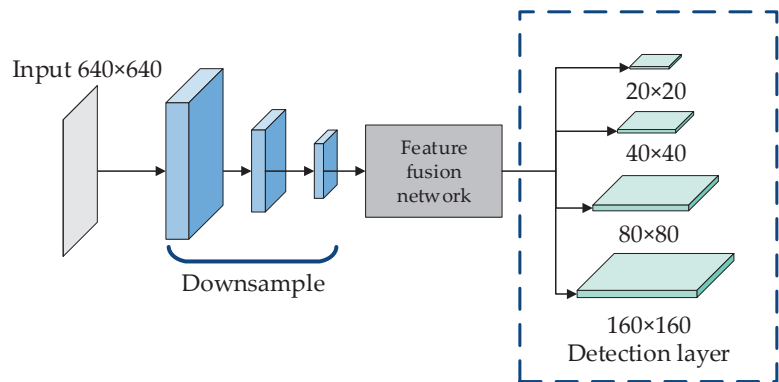 Input 640×640
Downsample
Feature
fusion
network
20×20
40×40
80×80
160×160
Detection layer